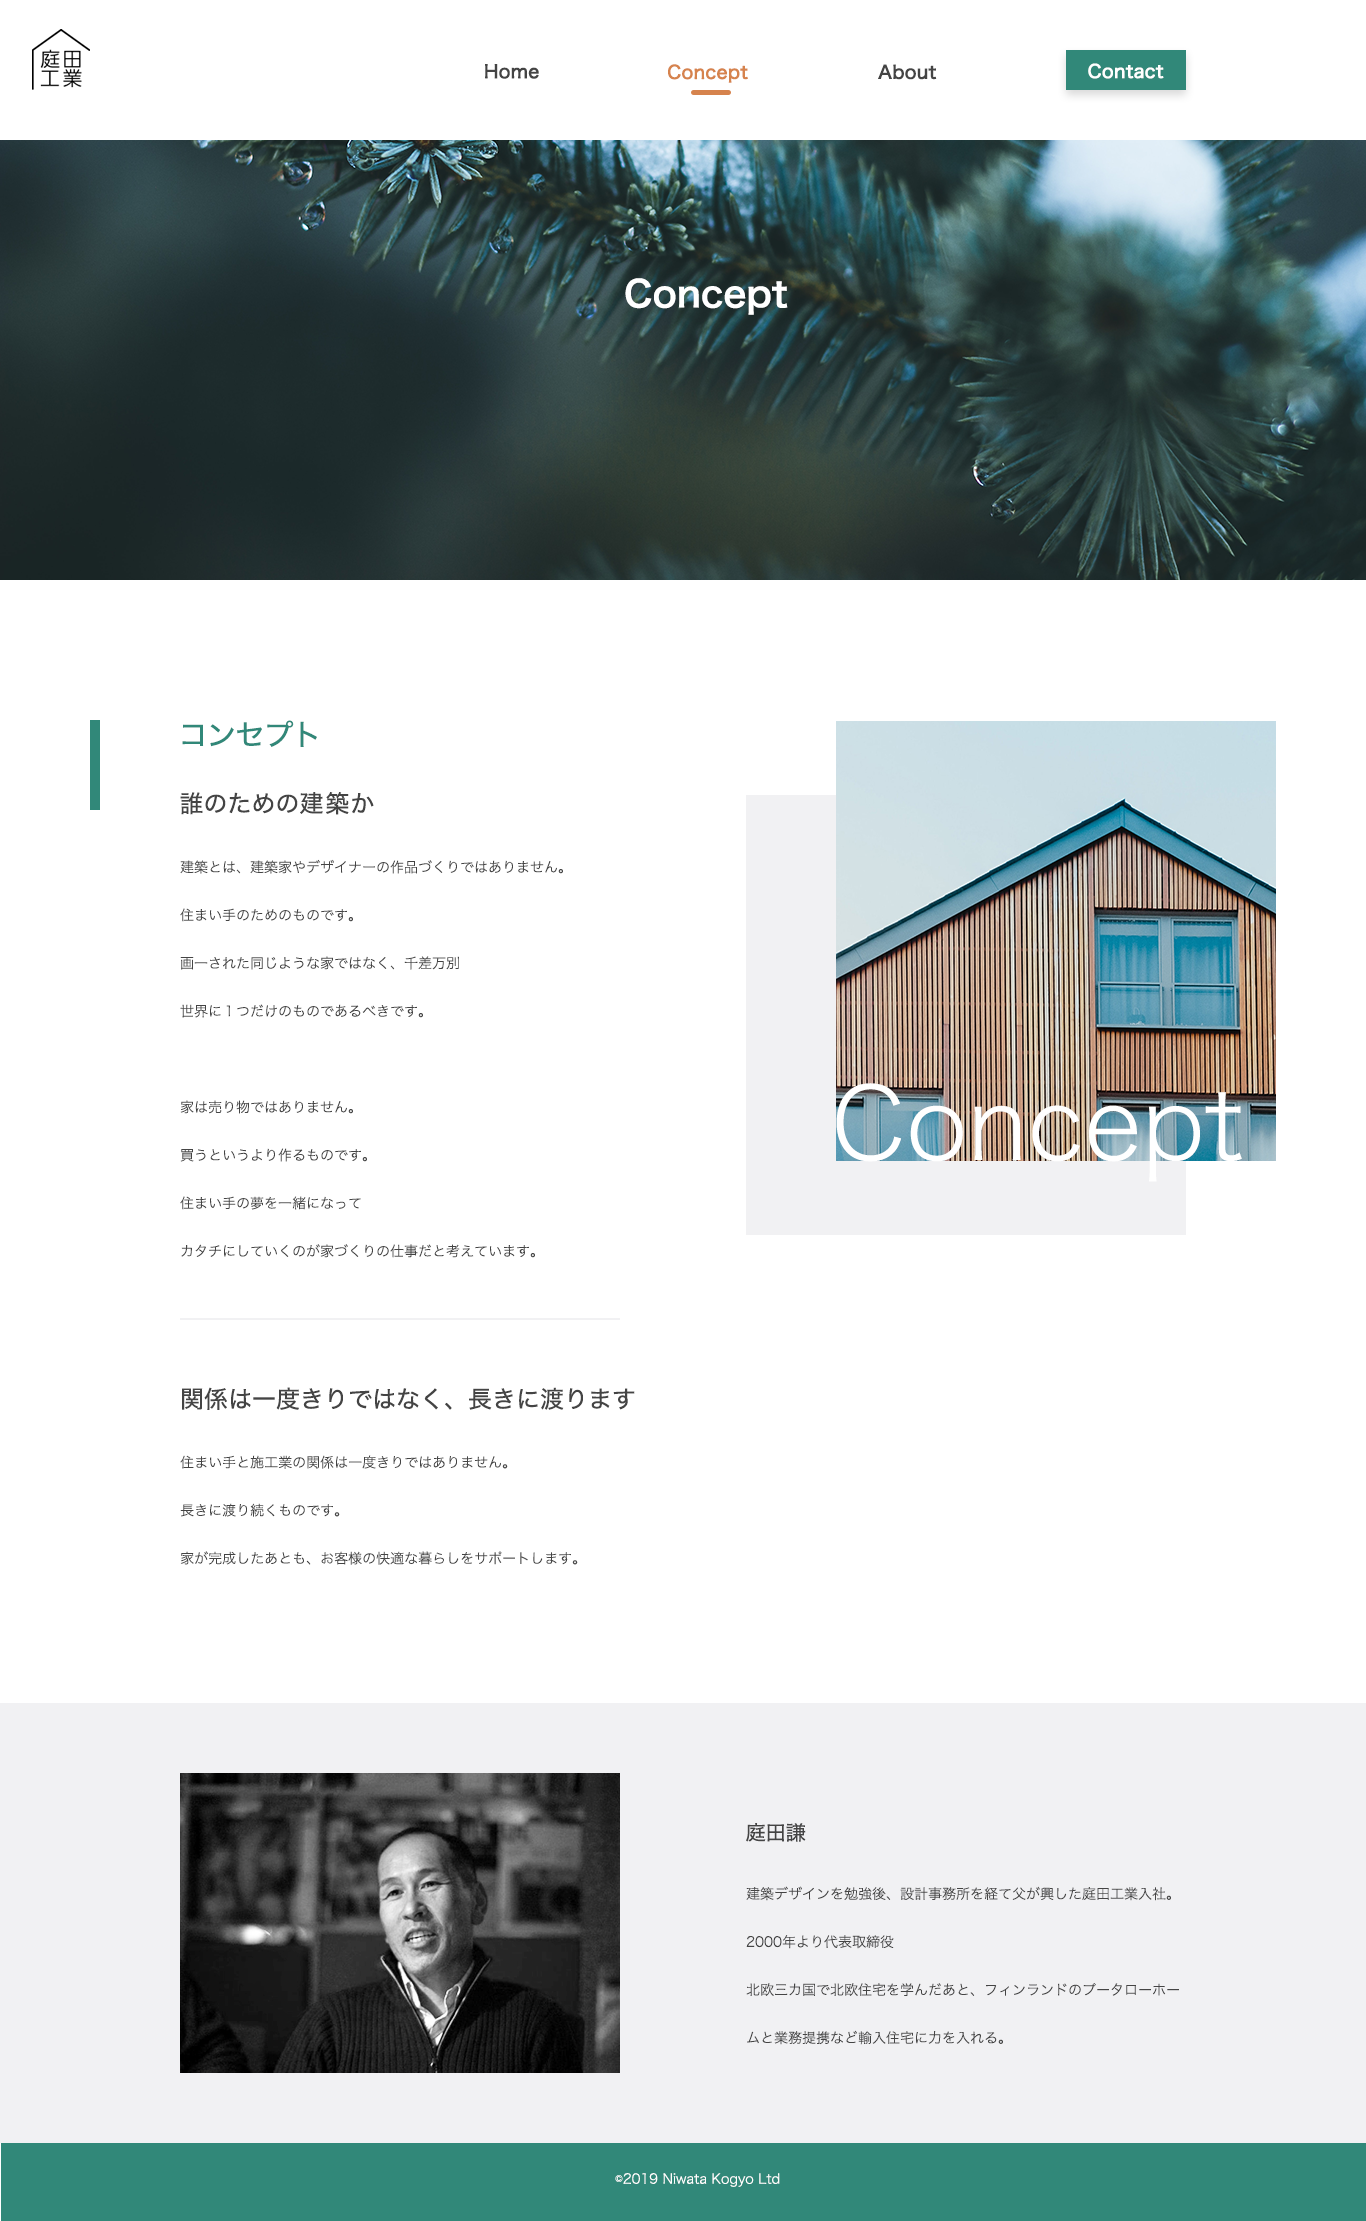 庭田
工業
Home
Concept
About
Contact
Concept
コンセプト
誰のための建築か
建築とは、建築家やデザイナーの作品づくりではありません。
住まい手のためのものです。
画一された同じような家ではなく、千差万別
世界に１つだけのものであるべきです。
家は売り物ではありません。
買うというより作るものです。
住まい手の夢を一緒になって
カタチにしていくのが家づくりの仕事だと考えています。
Concept
関係は一度きりではなく、長きに渡ります
住まい手と施工業の関係は一度きりではありません。
長きに渡り続くものです。
家が完成したあとも、お客様の快適な暮らしをサポートします。
庭田謙
建築デザインを勉強後、設計事務所を経て父が興した庭田工業入社。
2000年より代表取締役
北欧三カ国で北欧住宅を学んだあと、フィンランドのプータローホー
ムと業務提携など輸入住宅に力を入れる。
©2019 Niwata Kogyo Ltd